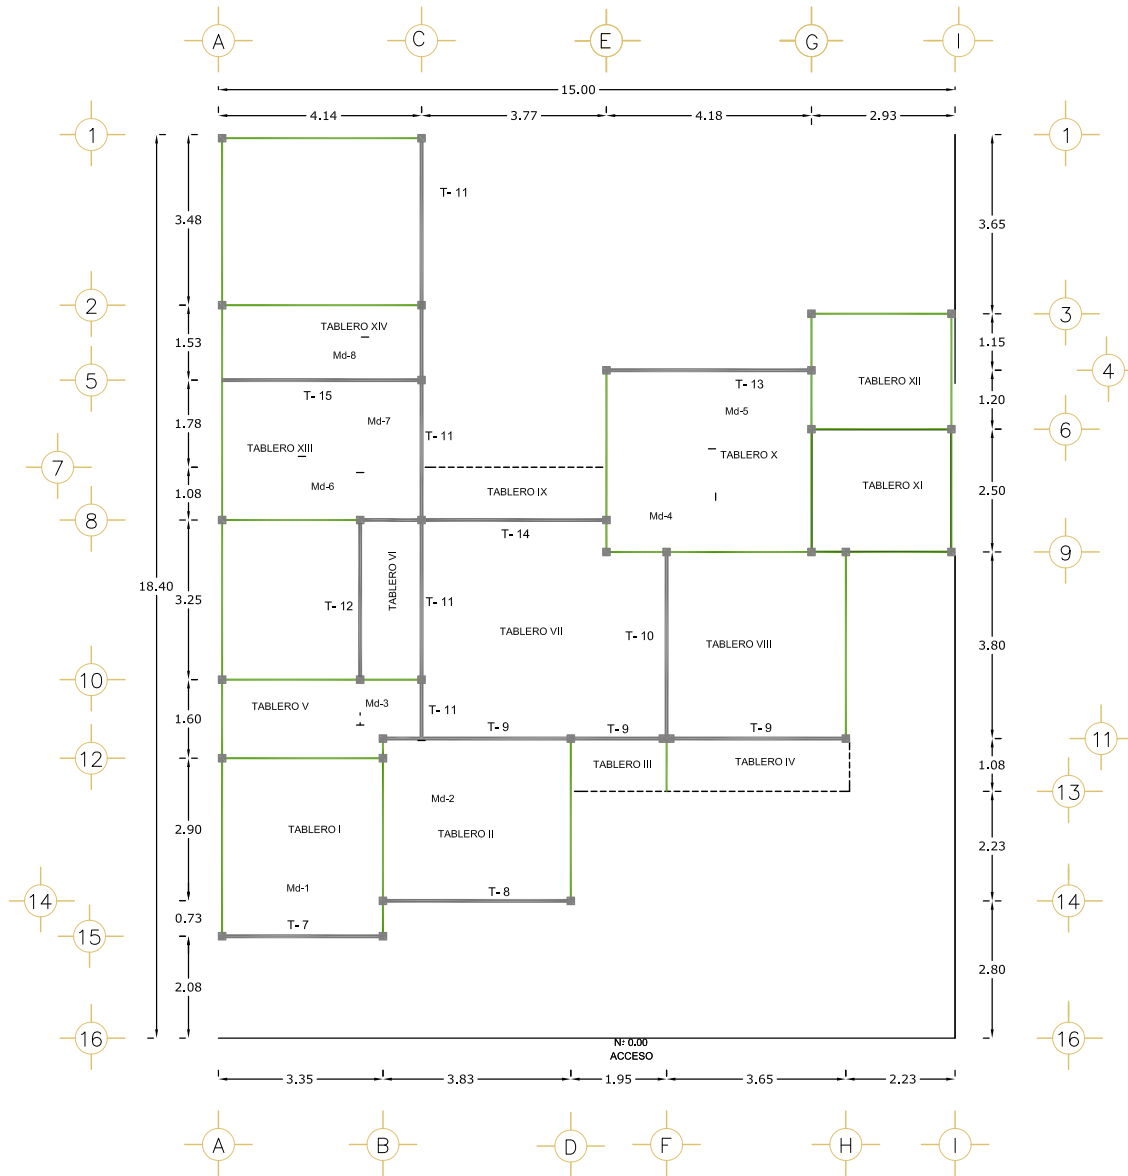 A C E G I
15.00
4.14 3.77 4.18 2.93
1 1
T- 11
3.48 3.65
2 3
TABLERO XIV
1.53 1.15
Md-8
5 4
T- 15 T- 13
TABLERO XII
1.20
Md-7 Md-5
1.78
T- 11
6
TABLERO XIII TABLERO X
7
Md-6 TABLERO IX TABLERO XI
1.08 2.50
Md-4
8
T- 14
9
TABLERO VI
18.40
3.25
T- 12 T- 11
TABLERO VII T- 10 TABLERO VIII
3.80
10
TABLERO V Md-3
T- 11
1.60
T- 9 T- 9 T- 9
11
12
TABLERO III TABLERO IV
1.08
13
Md-2
TABLERO I TABLERO II
2.90 2.23
Md-1
T- 8
14 14
0.73
T- 7
15
2.80
2.08
16 16
N: 0.00
ACCESO
3.35 3.83 1.95 3.65 2.23
A B D F H I